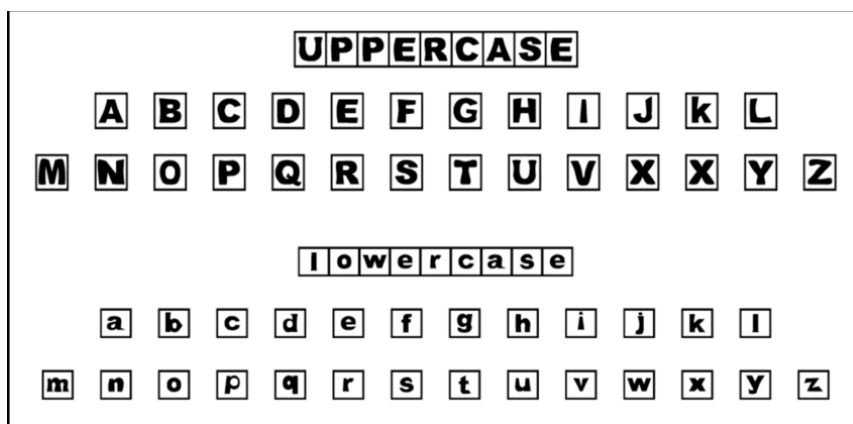 UPPERCASE
A B C D E F G H I J k L
M N O P Q R S T U V X X Y Z
lowercase
a b c d e f g h i j k l
m n o p q r s t u v w x y z